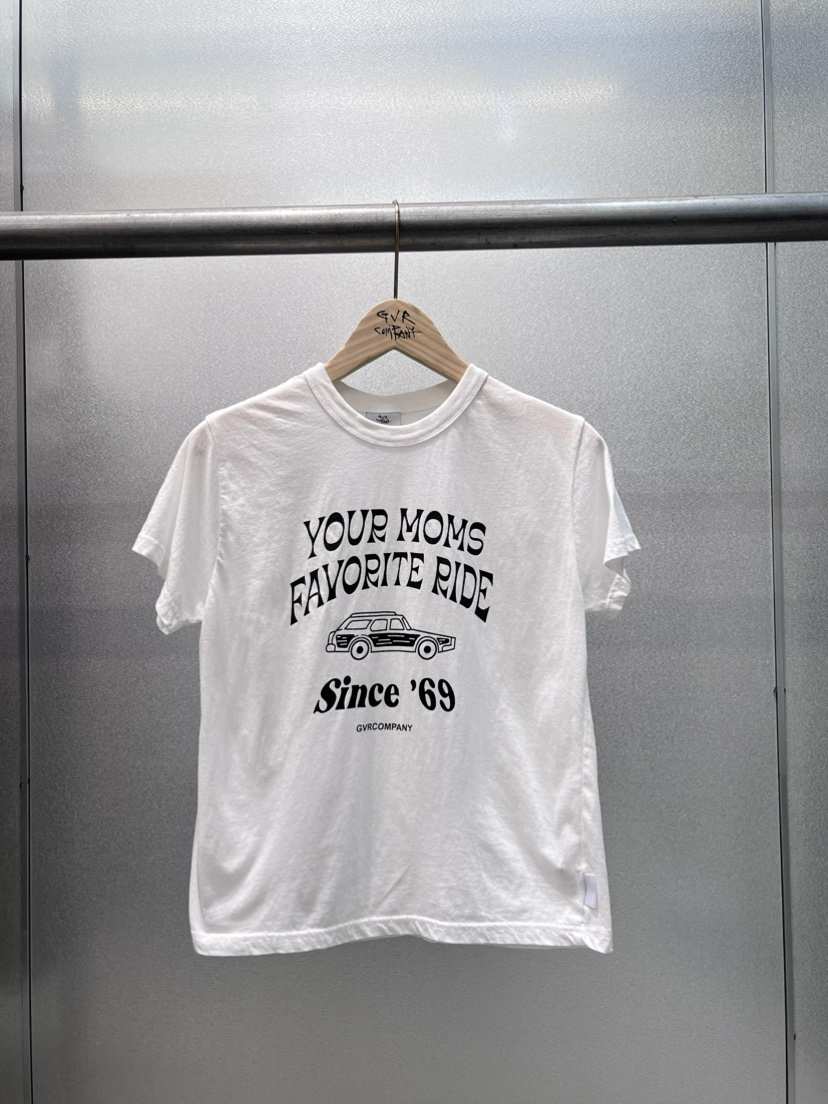 GVR
COMPANY
YOUR MOMS
FAVORITE RIDE
Since '69
GVRCOMPANY